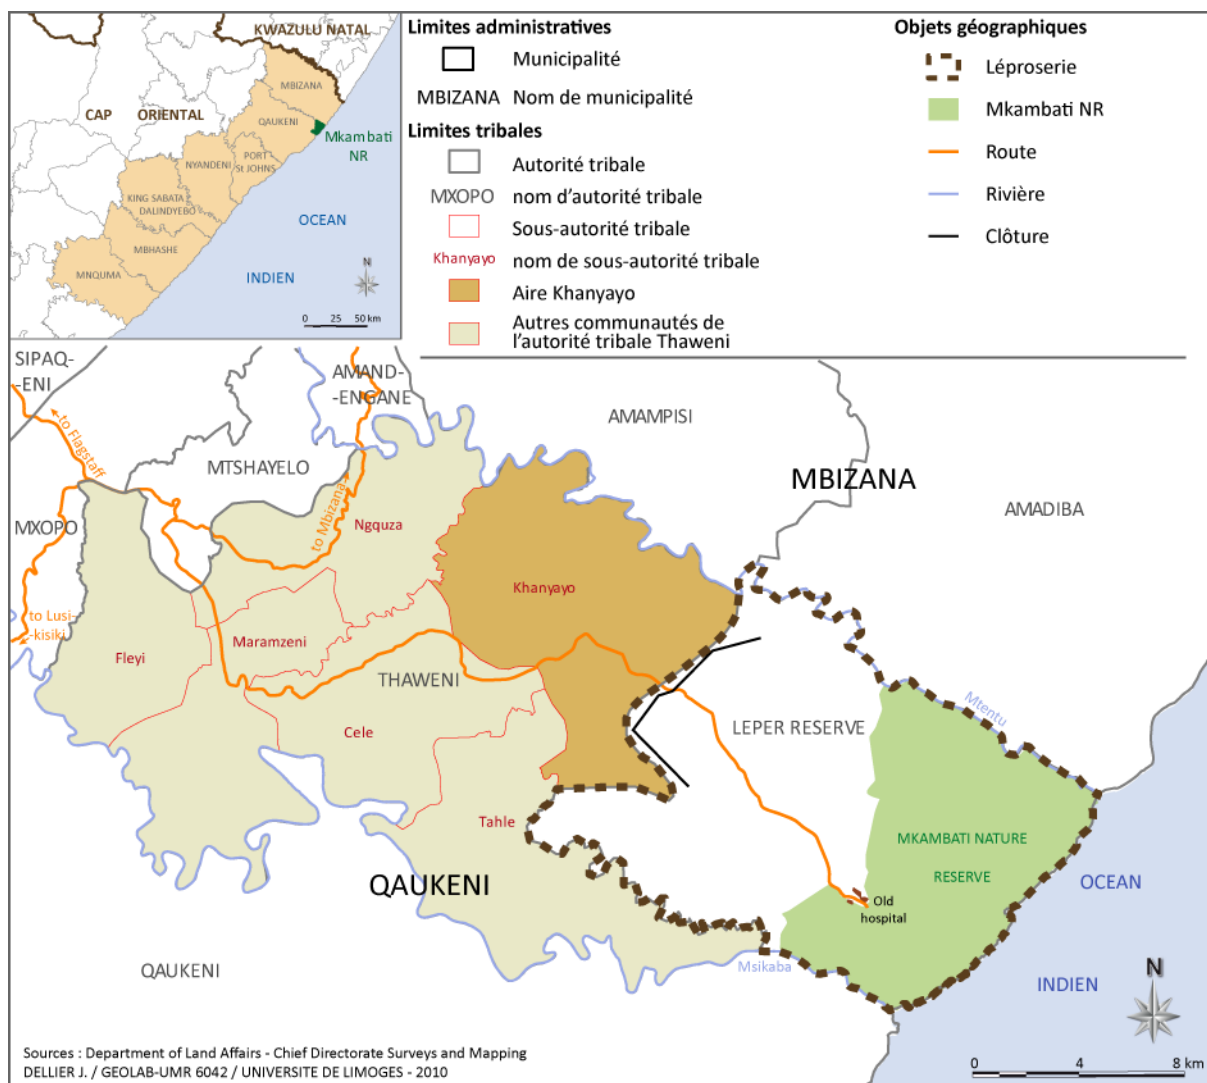 KWAZULU NATAL
MBIZANA
CAP ORIENTAL
QAUKENI
Mkambati
NR
NYANDENI
PORT
St JOHNS
KING SABATA
DALINDYEBO
OCEAN
MBHASHE
MNQUMA
INDIEN
N
0 25 50 km
Limites administratives
Municipalité
MBIZANA Nom de municipalité
Limites tribales
Autorité tribale
MXOPO nom d'autorité tribale
Sous-autorité tribale
Khanyayo nom de sous-autorité tribale
Aire Khanyayo
Autres communautés de
l'autorité tribale Thaweni
Objets géographiques
Léproserie
Mkambati NR
Route
Rivière
Clôture
SIPAQ-
-ENI
AMAND-
-ENGANE
AMAMPISI
to Flagstaff
MTSHAYELO
MBIZANA
to Mbizana
MXOPO
Ngquza
AMADIBA
Khanyayo
to Lusi-
-kisiki
Maramzeni
Fleyi
THAWENI
Mtentu
Cele
LEPER RESERVE
Tahle
MKAMBATI NATURE
RESERVE
QAUKENI
OCEAN
Old
hospital
Msikaba
QAUKENI
INDIEN
N
Sources : Department of Land Affairs - Chief Directorate Surveys and Mapping
DELLIER J. / GEOLAB-UMR 6042 / UNIVERSITE DE LIMOGES - 2010
0 4 8 km